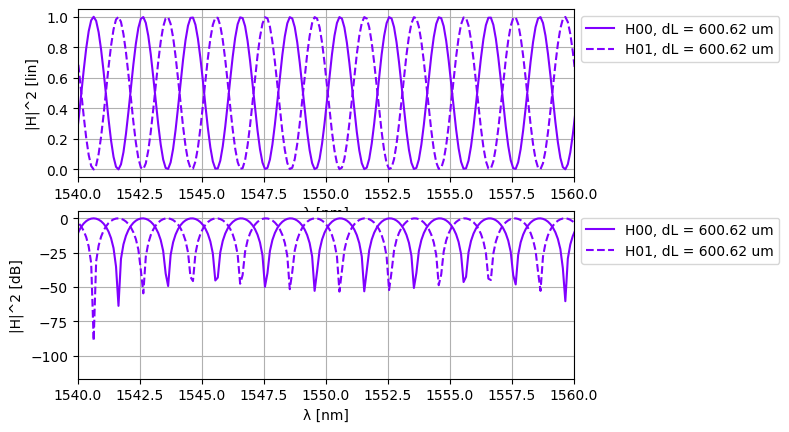 |H|^2 [lin]
1.0
0.8
0.6
0.4
0.2
0.0
1540.0 1542.5 1545.0 1547.5 1550.0 1552.5 1555.0 1557.5 1560.0
λ [nm]
H00, dL = 600.62 um
H01, dL = 600.62 um
|H|^2 [dB]
0
−25
−50
−75
−100
1540.0 1542.5 1545.0 1547.5 1550.0 1552.5 1555.0 1557.5 1560.0
λ [nm]
H00, dL = 600.62 um
H01, dL = 600.62 um